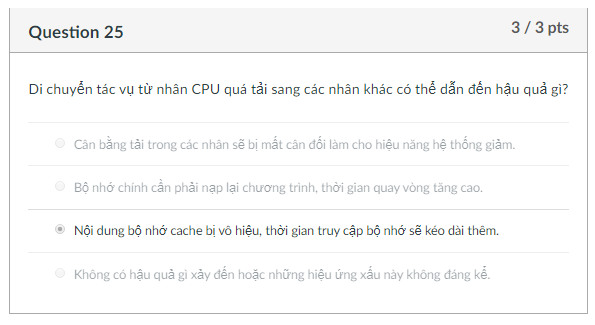 Question 25
3 / 3 pts
Di chuyển tác vụ từ nhân CPU quá tải sang các nhân khác có thể dẫn đến hậu quả gì?
Cân bằng tải trong các nhân sẽ bị mất cân đối làm cho hiệu năng hệ thống giảm.
Bộ nhớ chính cần phải nạp lại chương trình, thời gian quay vòng tăng cao.
Nội dung bộ nhớ cache bị vô hiệu, thời gian truy cập bộ nhớ sẽ kéo dài thêm.
Không có hậu quả gì xảy đến hoặc những hiệu ứng xấu này không đáng kể.